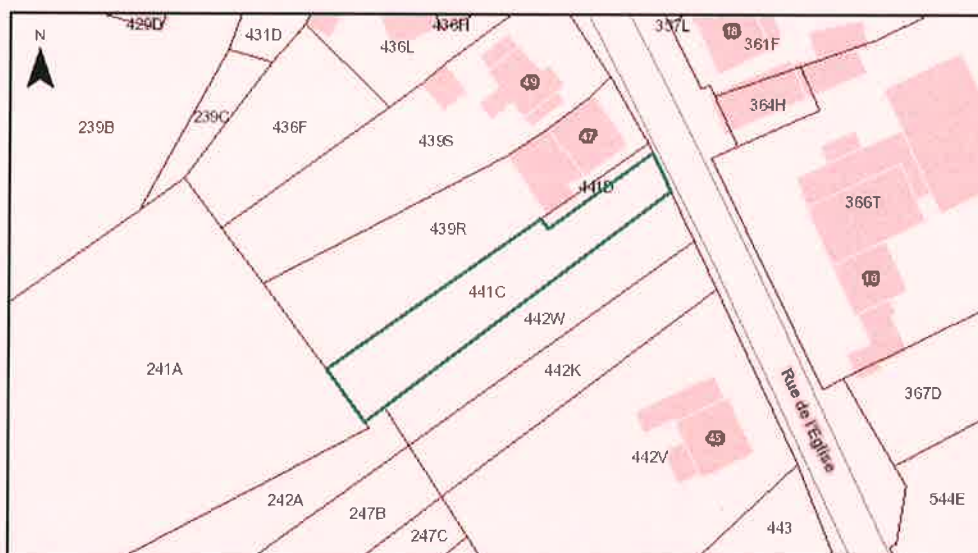 429D
431D
436L
436H
337L
18
361F
N
49
364H
239B
239C
436F
439S
47
441D
366T
439R
16
441C
442W
241A
442K
Rue de l'Eglise
367D
45
442V
242A
247B
544E
247C
443